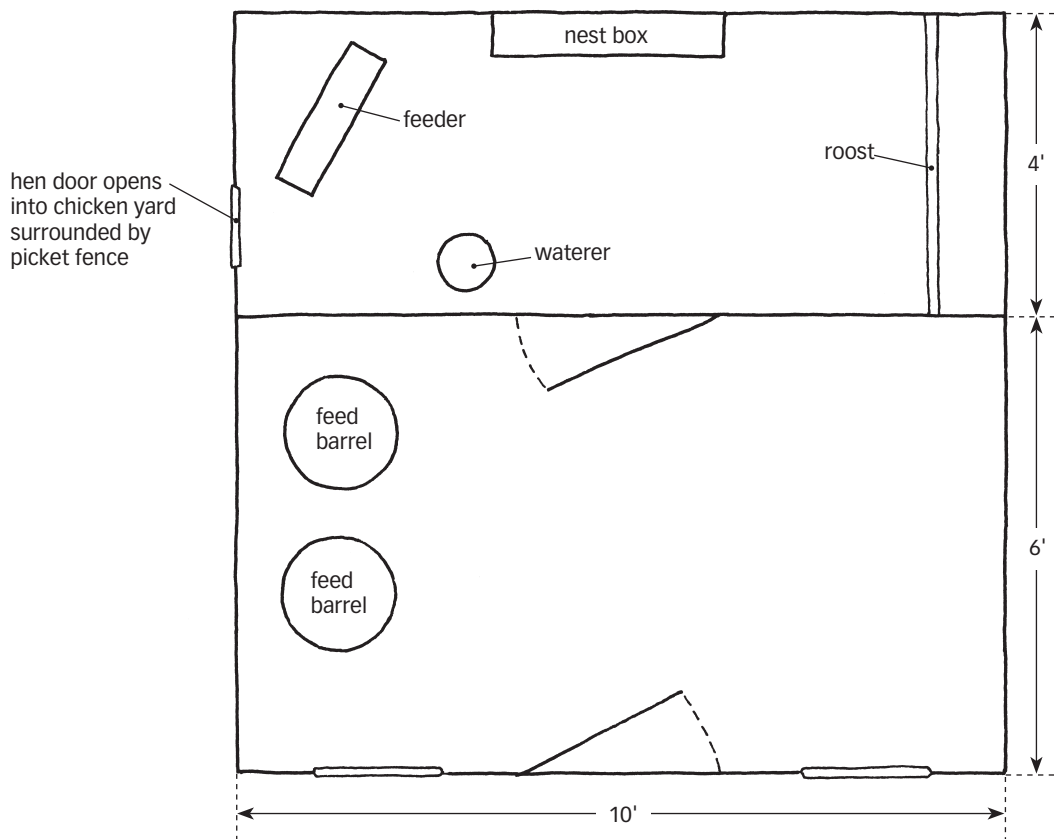 nest box
feeder
roost
4'
hen door opens
into chicken yard
surrounded by
picket fence
waterer
feed
barrel
6'
feed
barrel
10'